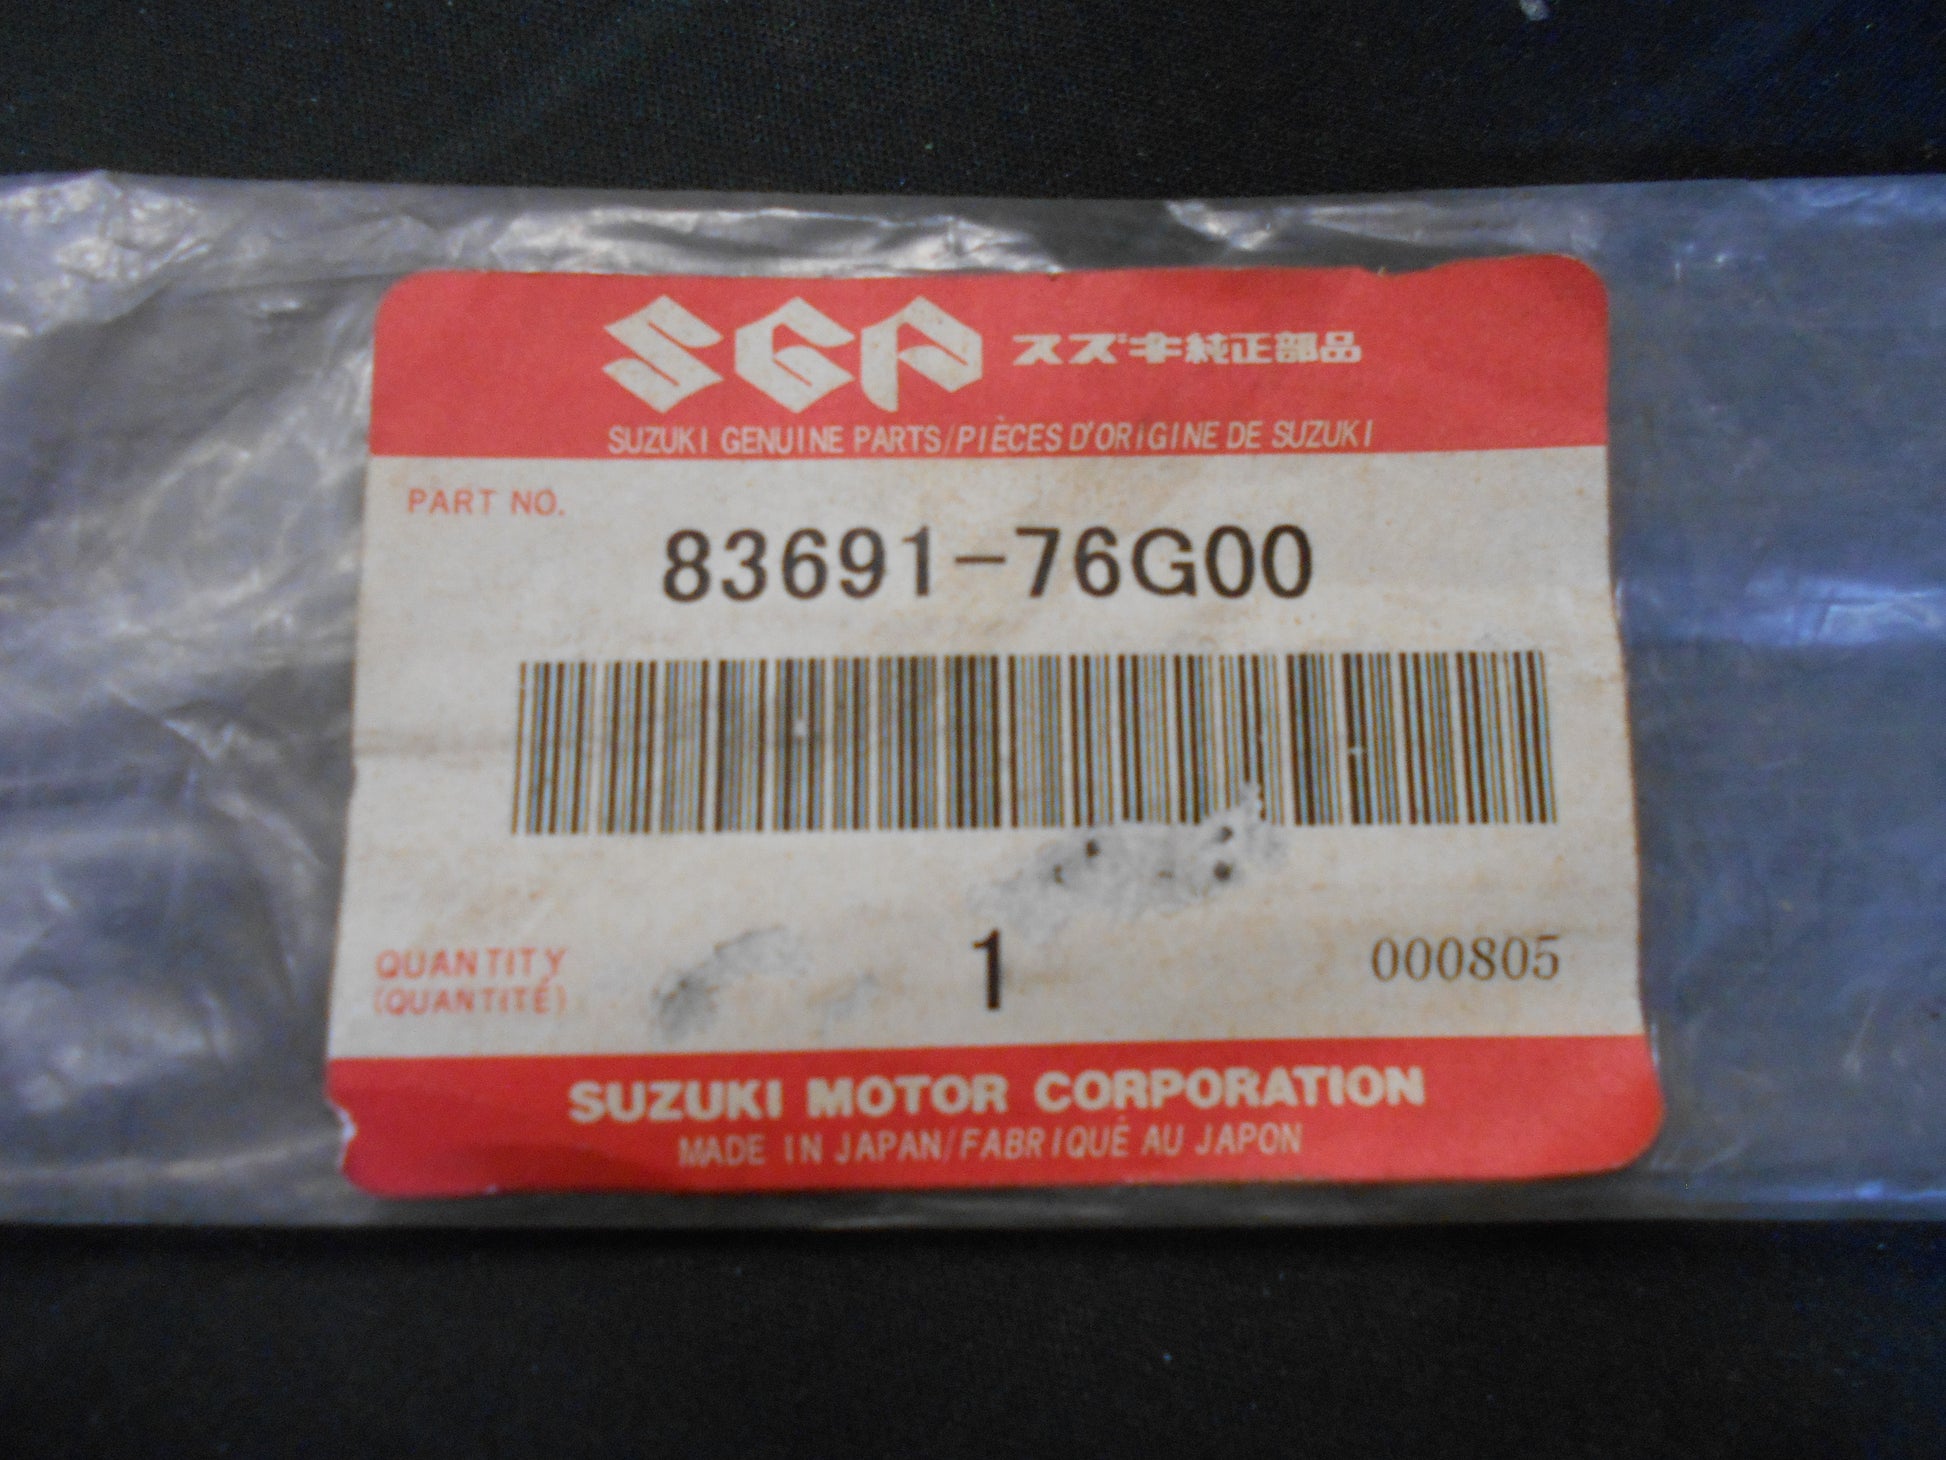 SGP スズキ純正部品
SUZUKI GENUINE PARTS/PIÈCES D'ORIGINE DE SUZUKI
PART NO.
83691-76G00
QUANTITY
(QUANTITÉ)
1
000805
SUZUKI MOTOR CORPORATION
MADE IN JAPAN/FABRIQUÉ AU JAPON